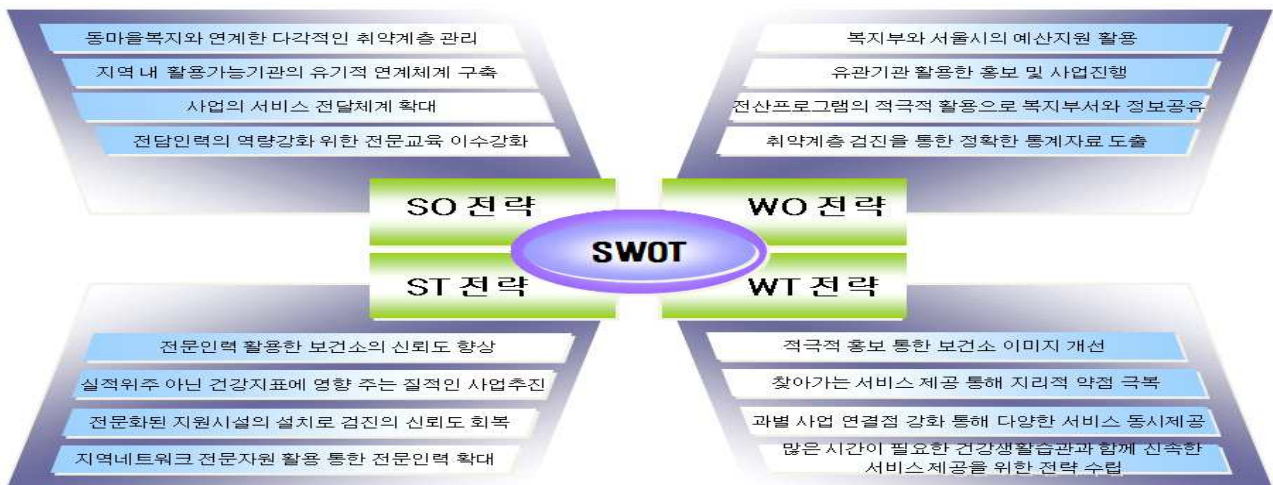 동마을복지와 연계한 다각적인 취약계층 관리
지역 내 활용가능기관의 유기적 연계체계 구축
사업의 서비스 전달체계 확대
전담인력의 역량강화 위한 전문교육 이수강화
복지부와 서울시의 예산지원 활용
유관기관 활용한 홍보 및 사업진행
전산프로그램의 적극적 활용으로 복지부서와 정보공유
취약계층 검진을 통한 정확한 통계자료 도출
SO 전략
WO 전략
SWOT
ST 전략
WT 전략
전문인력 활용한 보건소의 신뢰도 향상
실적위주 아닌 건강지표에 영향 주는 질적인 사업추진
전문화된 지원시설의 설치로 검진의 신뢰도 회복
지역네트워크 전문자원 활용 통한 전문인력 확대
적극적 홍보 통한 보건소 이미지 개선
찾아가는 서비스 제공 통해 지리적 약점 극복
과별 사업 연결점 강화 통해 다양한 서비스 동시제공
많은 시간이 필요한 건강생활습관과 함께 신속한
서비스 제공을 위한 전략 수립